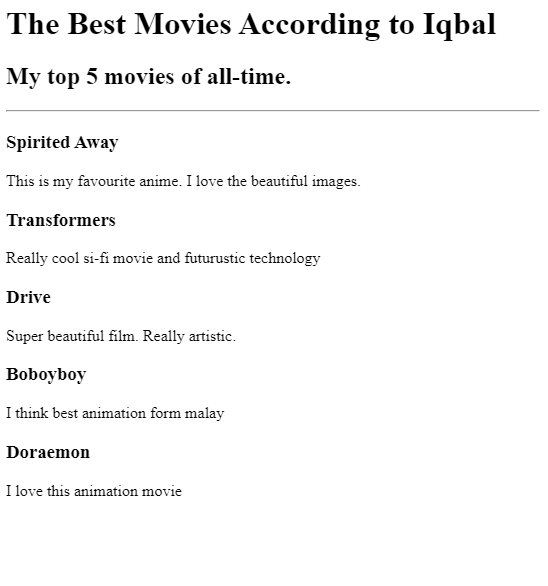 The Best Movies According to Iqbal
My top 5 movies of all-time.
Spirited Away
This is my favourite anime. I love the beautiful images.
Transformers
Really cool si-fi movie and futurustic technology
Drive
Super beautiful film. Really artistic.
Boboyboy
I think best animation form malay
Doraemon
I love this animation movie